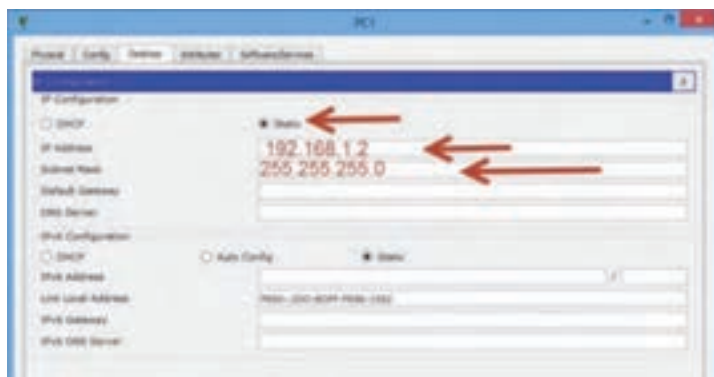 PC1
Physical Config Desktop Attributes Software/Services
IP Configuration
X
IP Configuration
DHCP Static
IP Address 192.168.1.2
Subnet Mask 255.255.255.0
Default Gateway
DNS Server
IPv6 Configuration
DHCP Auto Config Static
IPv6 Address /
Link Local Address
IPv6 Gateway
IPv6 DNS Server